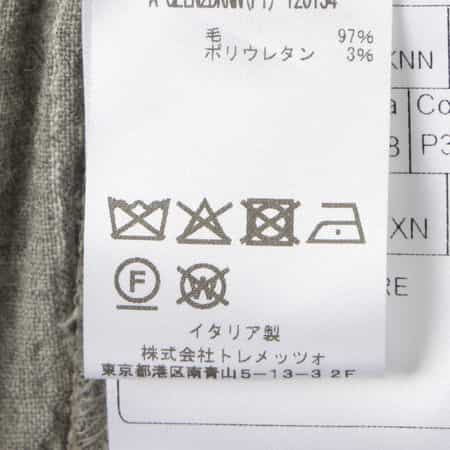 毛 97%
ポリウレタン 3%
KNN
a Co
8 P3
XN
F W
RE
イタリア製
株式会社トレメッツォ
東京都港区南青山5-13-3 2F